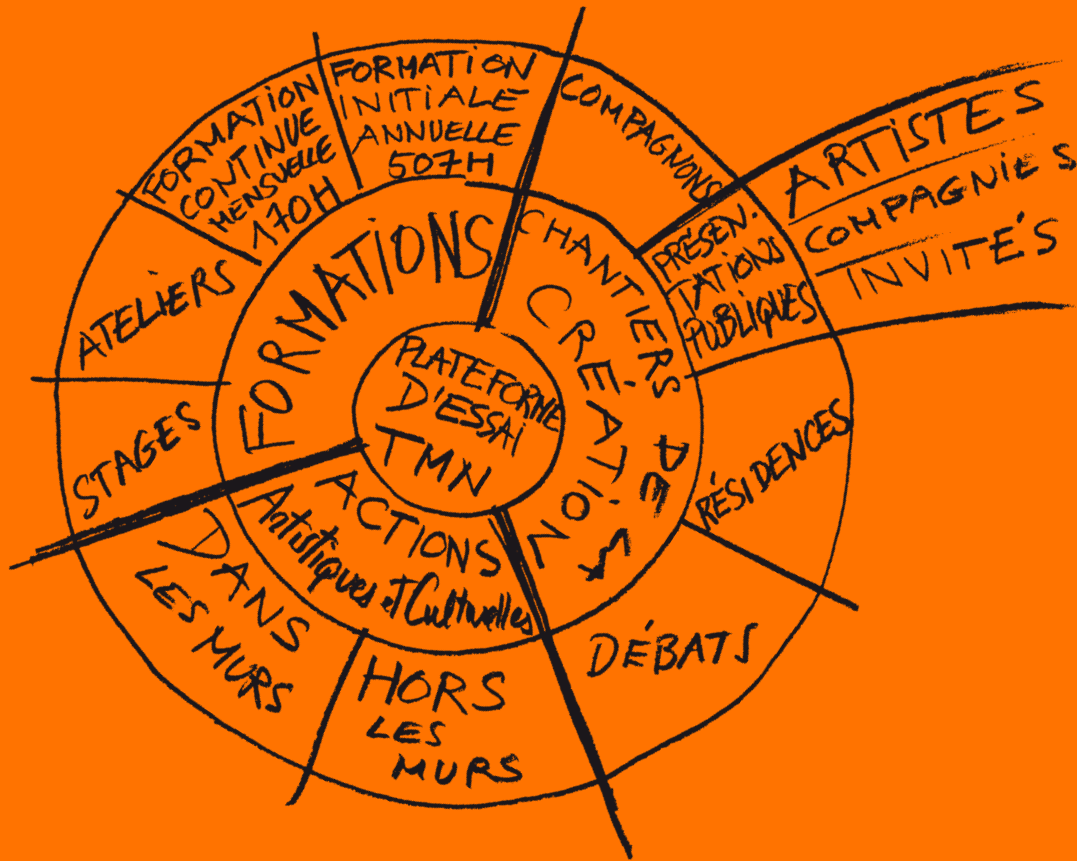 PLATEFORME
D'ESSAI
TMN
FORMATIONS
FORMATION
INITIALE
ANNUELLE
507H
FORMATION
CONTINUE
MENSUELLE
170H
ATELIERS
STAGES
CHANTIERS DE LA
CRÉATION
COMPAGNONS
PRÉSEN-
TATIONS
PUBLIQUES
ARTISTES
COMPAGNIES
INVITÉS
RÉSIDENCES
DÉBATS
ACTIONS
Artistiques et Culturelles
DANS
LES MURS
HORS
LES
MURS